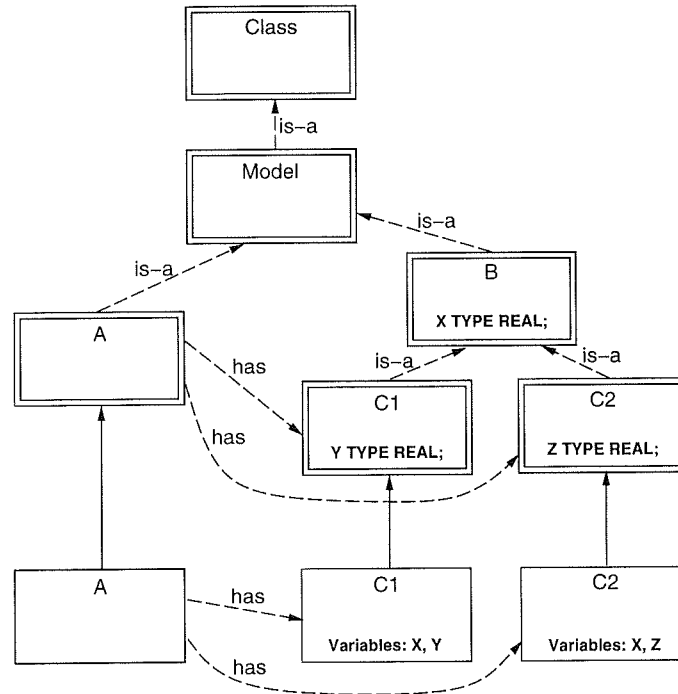 Class
is-a
Model
is-a
is-a
B
X TYPE REAL;
A
is-a
is-a
has
C1
Y TYPE REAL;
C2
Z TYPE REAL;
has
A
has
C1
Variables: X, Y
C2
Variables: X, Z
has